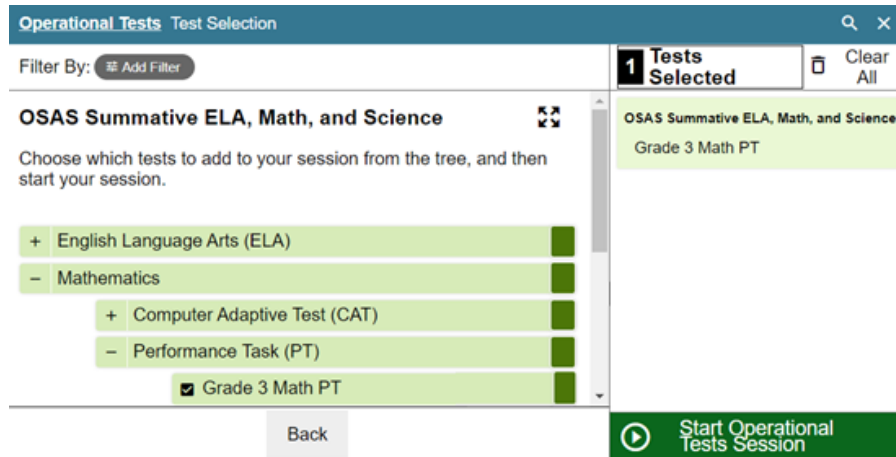 Operational Tests Test Selection
Filter By: Add Filter
1 Tests Selected
Clear All
OSAS Summative ELA, Math, and Science
Choose which tests to add to your session from the tree, and then
start your session.
+ English Language Arts (ELA)
− Mathematics
+ Computer Adaptive Test (CAT)
− Performance Task (PT)
Grade 3 Math PT
Back
OSAS Summative ELA, Math, and Science
Grade 3 Math PT
Start Operational
Tests Session